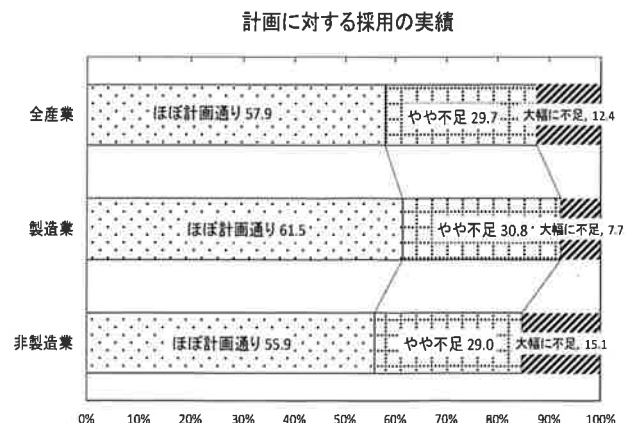 計画に対する採用の実績
全産業
ほぼ計画通り 57.9
やや不足 29.7
大幅に不足, 12.4
製造業
ほぼ計画通り 61.5
やや不足 30.8
大幅に不足, 7.7
非製造業
ほぼ計画通り 55.9
やや不足 29.0
大幅に不足, 15.1
0% 10% 20% 30% 40% 50% 60% 70% 80% 90% 100%